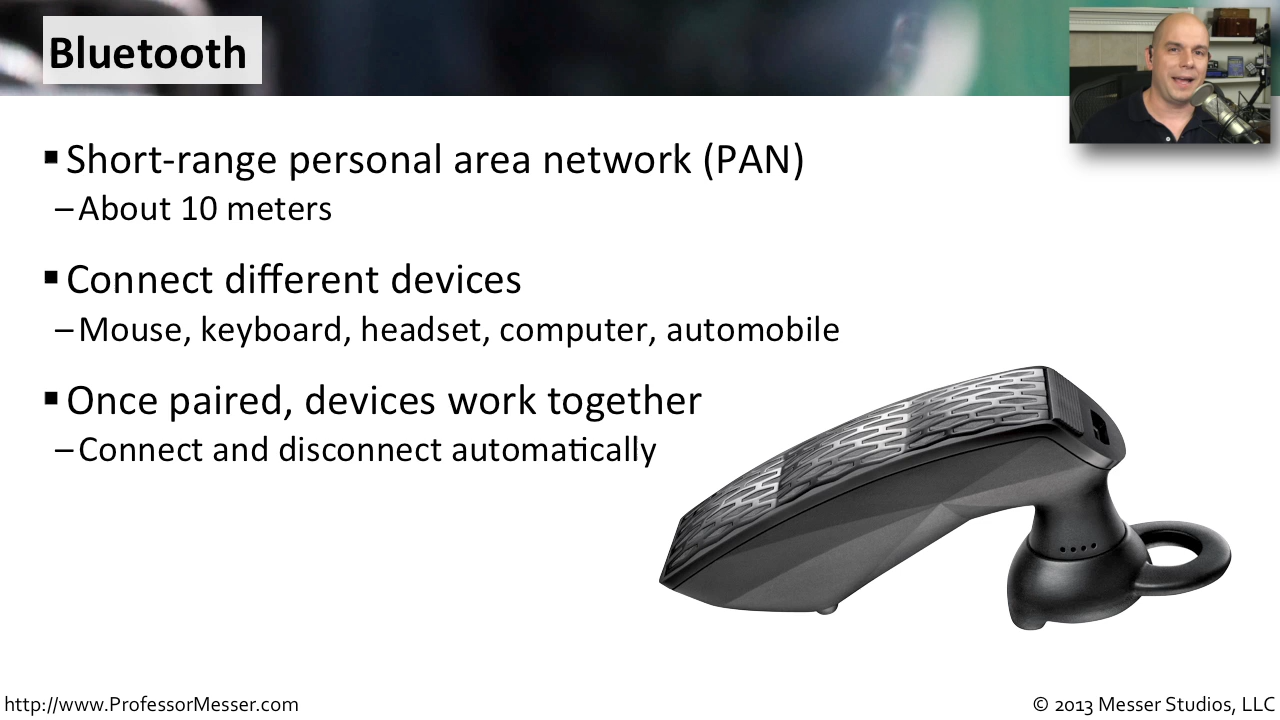 Bluetooth
▪ Short-range personal area network (PAN)
– About 10 meters
▪ Connect different devices
– Mouse, keyboard, headset, computer, automobile
▪ Once paired, devices work together
– Connect and disconnect automatically
http://www.ProfessorMesser.com
© 2013 Messer Studios, LLC